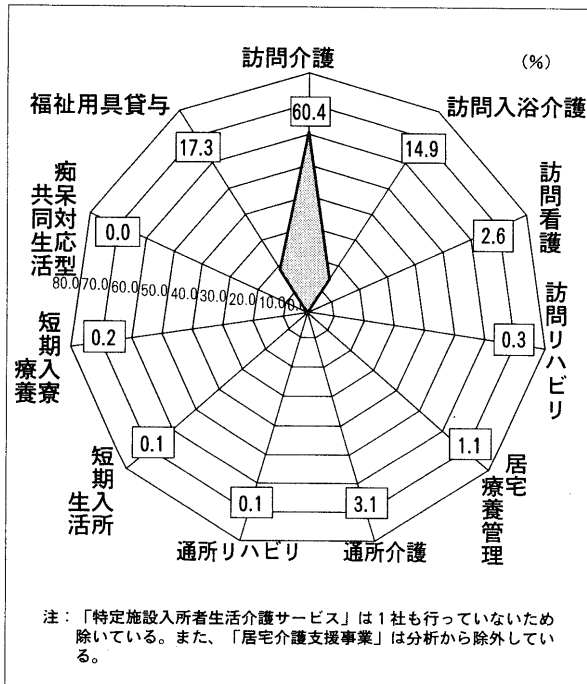 (%)
訪問介護
60.4
訪問入浴介護
14.9
訪問看護
2.6
訪問リハビリ
0.3
居宅
療養管理
1.1
通所介護
3.1
通所リハビリ
0.1
短期入所
生活
0.1
短期入寮
療養
0.2
痴呆対応型
共同生活
0.0
福祉用具貸与
17.3
80.0 70.0 60.0 50.0 40.0 30.0 20.0 10.0
注:「特定施設入所者生活介護サービス」は1社も行っていないため
除いている。また、「居宅介護支援事業」は分析から除外してい
る。